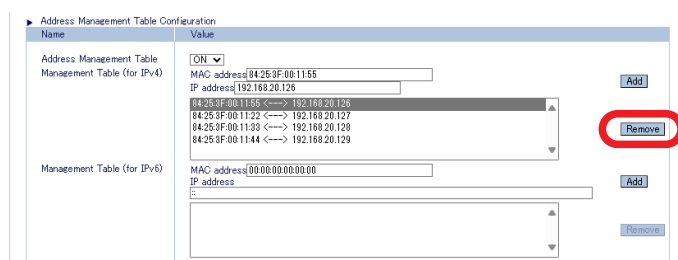 Address Management Table Configuration
Name Value
Address Management Table ON
Management Table (for IPv4) MAC address 84:25:3F:00:11:55
Add
IP address 192.168.20.126
84:25:3F:00:11:55 <---> 192.168.20.126
84:25:3F:00:11:22 <---> 192.168.20.127
84:25:3F:00:11:33 <---> 192.168.20.128
Remove
84:25:3F:00:11:44 <---> 192.168.20.129
Management Table (for IPv6) MAC address 00:00:00:00:00:00
IP address Add
::
Remove